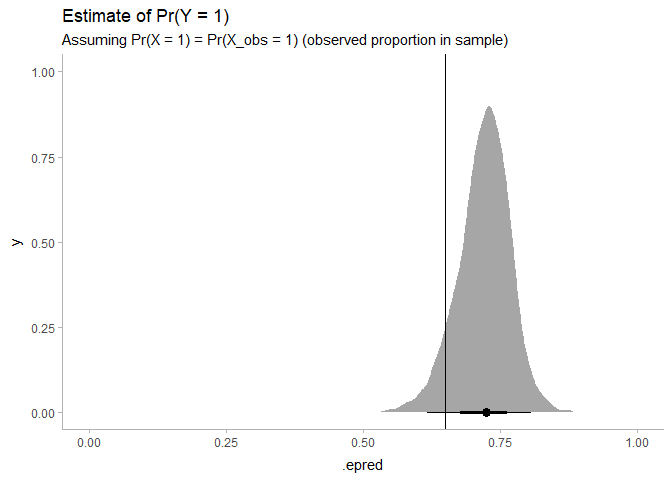 Estimate of Pr(Y = 1)
Assuming Pr(X = 1) = Pr(X_obs = 1) (observed proportion in sample)
1.00
0.75
0.50
0.25
0.00
y
0.00 0.25 0.50 0.75 1.00
.epred